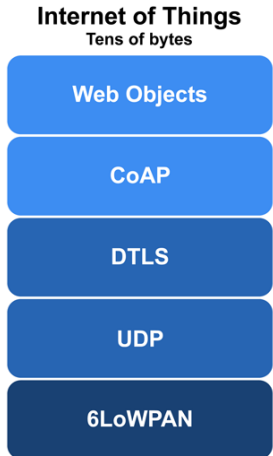 Internet of Things
Tens of bytes
Web Objects
CoAP
DTLS
UDP
6LoWPAN